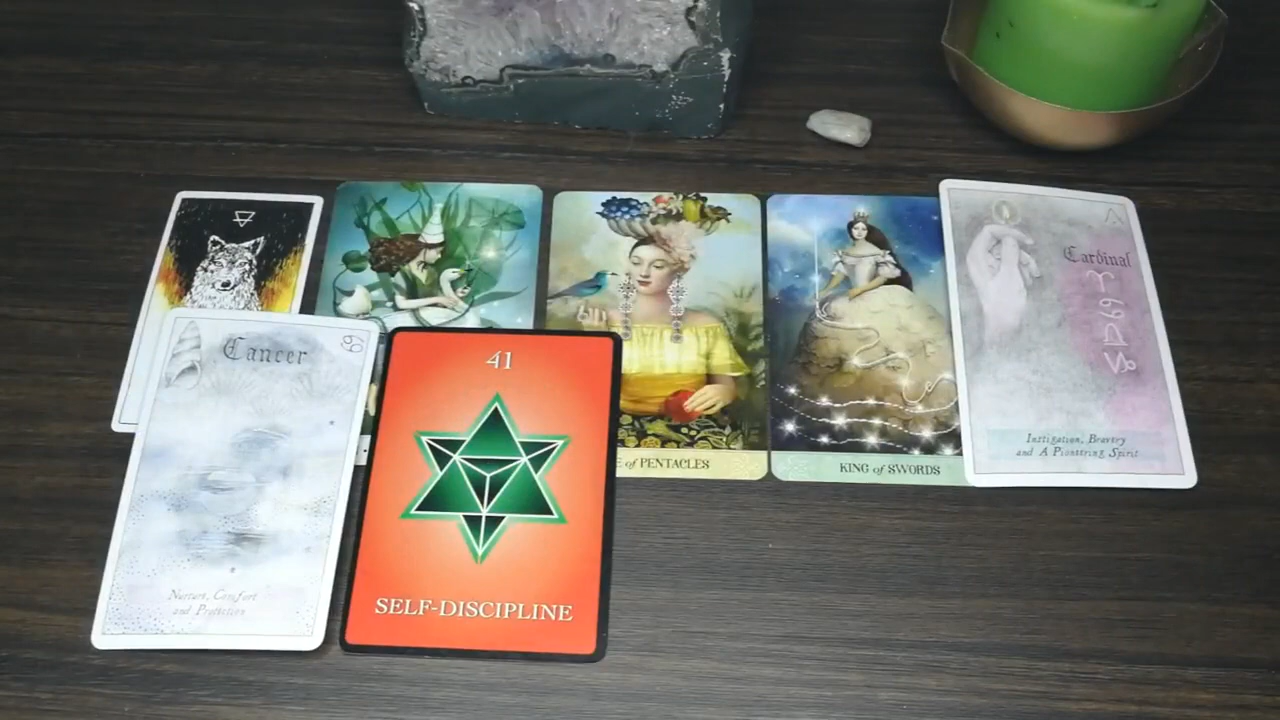 Cancer
Nurture, Comfort
and Protection
41
SELF-DISCIPLINE
of PENTACLES
KING of SWORDS
Cardinal
Instigation, Bravery
and A Pioneering Spirit